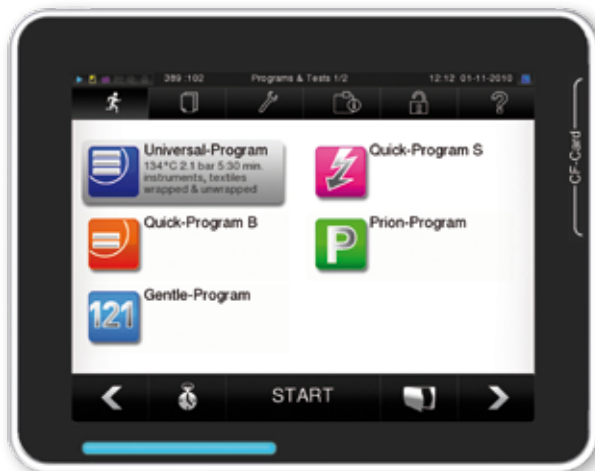 389 :102 Programs & Tests 1/2 12:12 01-11-2010
?
Universal-Program
134°C 2.1 bar 5:30 min.
instruments, textiles
wrapped & unwrapped
Quick-Program S
Quick-Program B
Prion-Program
P
Gentle-Program
121
START
CF-Card